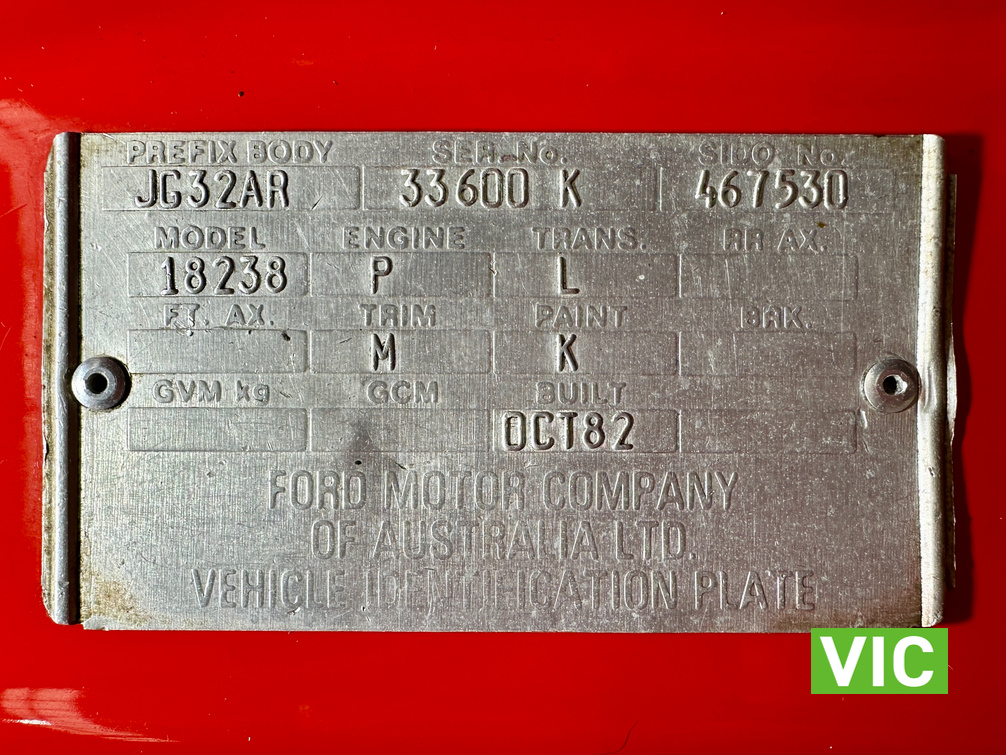 PREFIX BODY SER. No. SIDO No.
JG32AR 33600 K 467530
MODEL ENGINE TRANS. RR AX.
18238 P L
FT. AX. TRIM PAINT BRK.
M K
GVM kg GCM BUILT
OCT82
FORD MOTOR COMPANY
OF AUSTRALIA LTD.
VEHICLE IDENTIFICATION PLATE
VIC